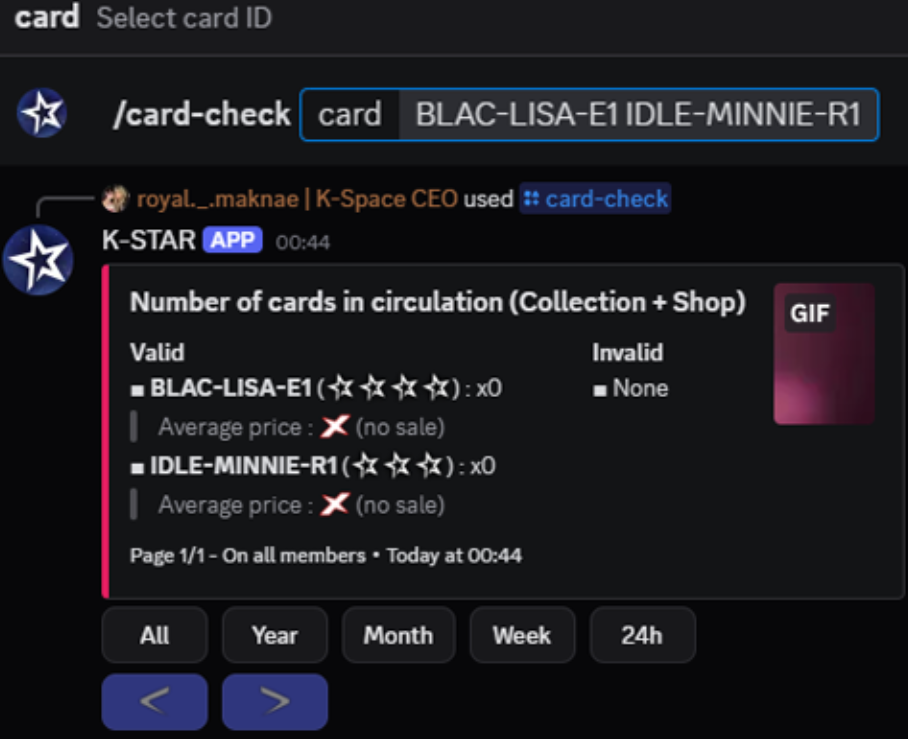 card Select card ID
/card-check card BLAC-LISA-E1 IDLE-MINNIE-R1
royal._.maknae | K-Space CEO used card-check
K-STAR APP 00:44
Number of cards in circulation (Collection + Shop)
GIF
Valid Invalid
▪ BLAC-LISA-E1 (☆ ☆ ☆ ☆) : x0 ▪ None
Average price : ❌ (no sale)
▪ IDLE-MINNIE-R1 (☆ ☆ ☆) : x0
Average price : ❌ (no sale)
Page 1/1 - On all members • Today at 00:44
All Year Month Week 24h
< >